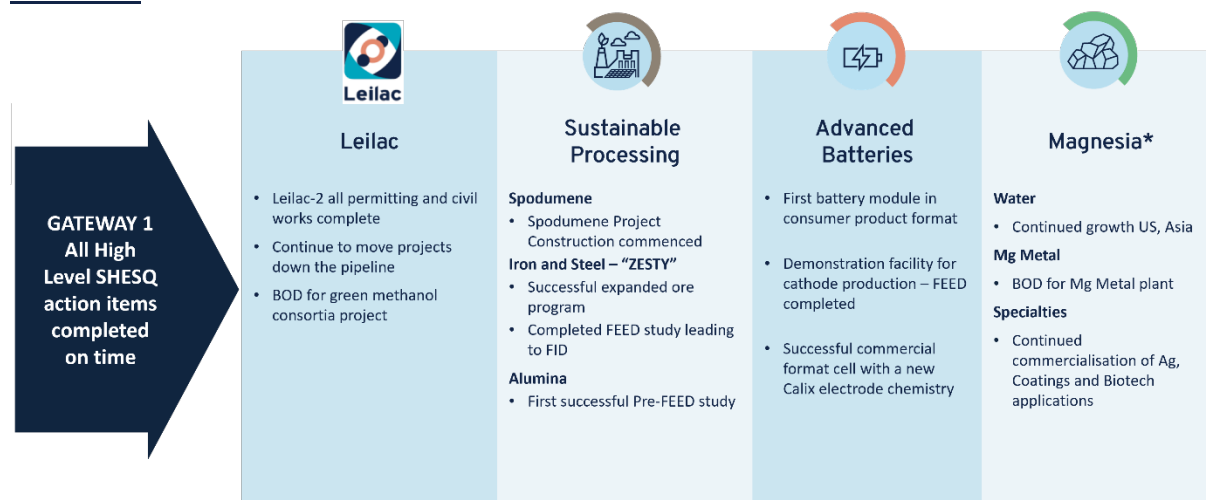 GATEWAY 1
All High
Level SHESQ
action items
completed
on time
Leilac
Leilac
• Leilac-2 all permitting and civil
works complete
• Continue to move projects
down the pipeline
• BOD for green methanol
consortia project
Sustainable
Processing
Spodumene
• Spodumene Project
Construction commenced
Iron and Steel – “ZESTY”
• Successful expanded ore
program
• Completed FEED study leading
to FID
Alumina
• First successful Pre-FEED study
Advanced
Batteries
• First battery module in
consumer product format
• Demonstration facility for
cathode production – FEED
completed
• Successful commercial
format cell with a new
Calix electrode chemistry
Magnesia*
Water
• Continued growth US, Asia
Mg Metal
• BOD for Mg Metal plant
Specialties
• Continued
commercialisation of Ag,
Coatings and Biotech
applications